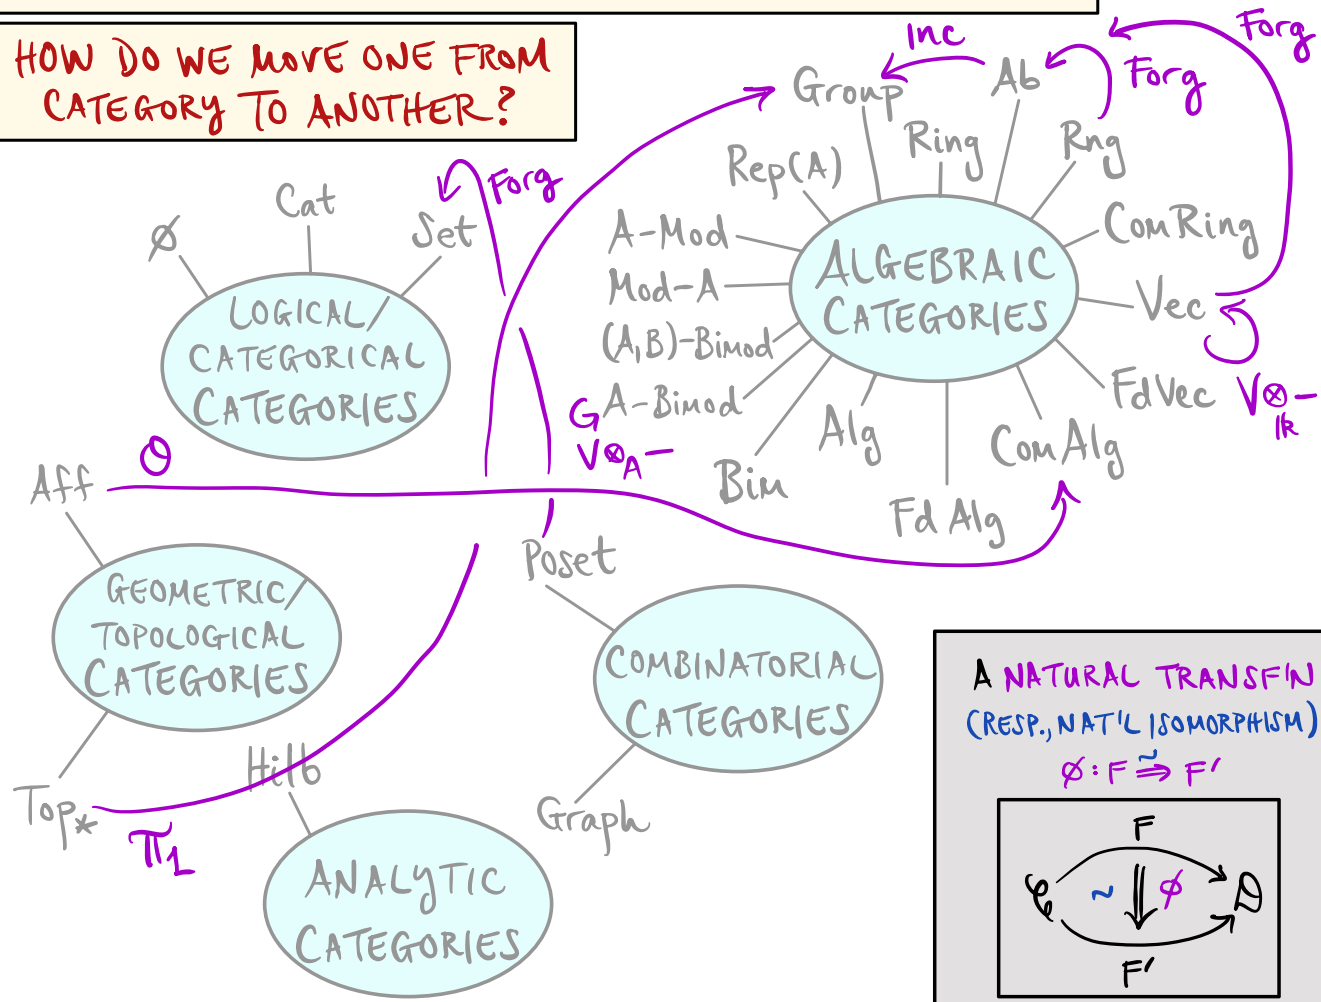 HOW DO WE MOVE ONE FROM
CATEGORY TO ANOTHER?
Inc
Forg
Group
Ab
Forg
Ring
Rng
Rep(A)
Forg
Cat
Set
∅
A-Mod
ComRing
ALGEBRAIC
CATEGORIES
Mod-A
Vec
LOGICAL/
CATEGORICAL
CATEGORIES
(A,B)-Bimod
FdVec
V⊗-
k
G
A-Bimod
V⊗A-
Alg
ComAlg
Bim
Fd Alg
O
Aff
Poset
GEOMETRIC/
TOPOLOGICAL
CATEGORIES
COMBINATORIAL
CATEGORIES
A NATURAL TRANSF'N
(RESP., NAT'L ISOMORPHISM)
∅: F ⇒̃ F'
Hilb
Top*
π1
Graph
F
C ~ ⇓ ∅ D
F'
ANALYTIC
CATEGORIES